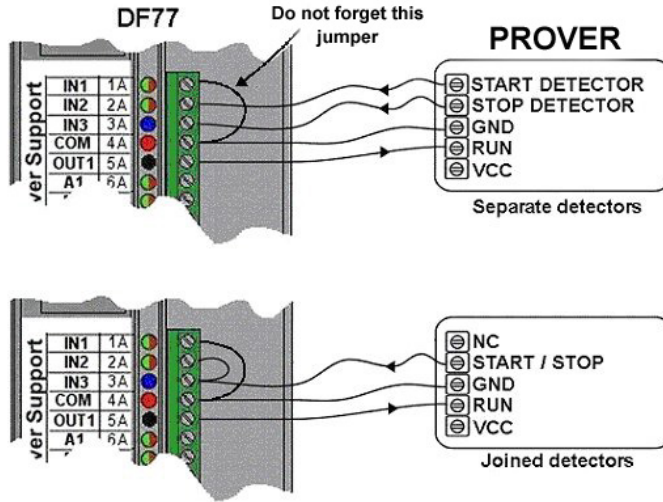 DF77
Do not forget this
jumper
PROVER
IN1 1A
IN2 2A
IN3 3A
COM 4A
OUT1 5A
A1 6A
ver Support
START DETECTOR
STOP DETECTOR
GND
RUN
VCC
Separate detectors
IN1 1A
IN2 2A
IN3 3A
COM 4A
OUT1 5A
A1 6A
ver Support
NC
START / STOP
GND
RUN
VCC
Joined detectors